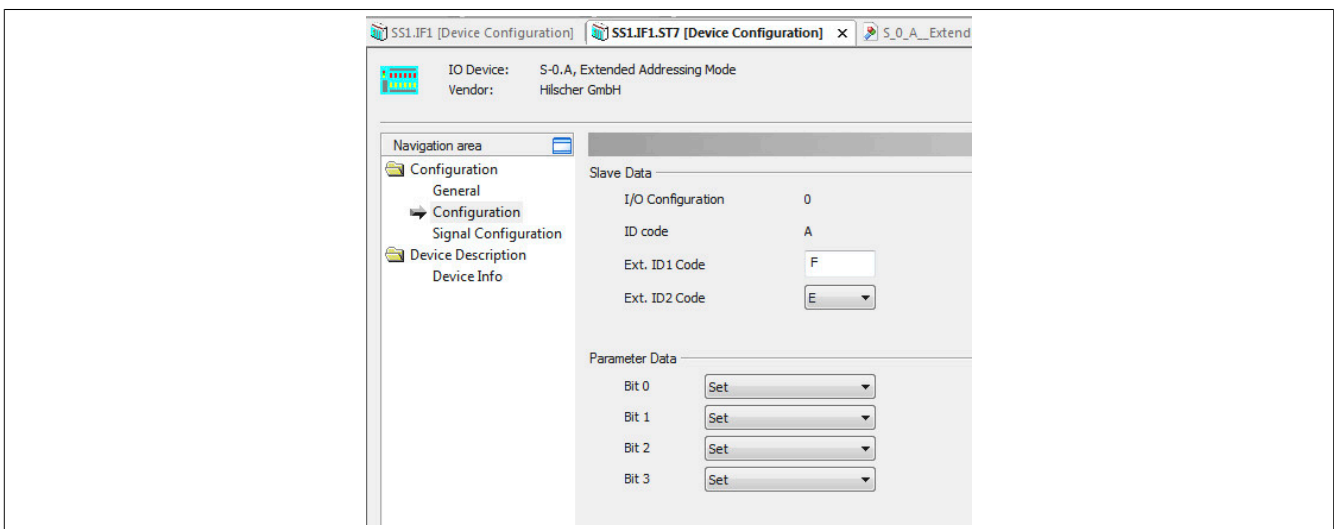 SS1.IF1 [Device Configuration] SS1.IF1.ST7 [Device Configuration] x S_0_A__Extend
IO Device: S-0.A, Extended Addressing Mode
Vendor: Hilscher GmbH
Navigation area
Configuration
General
Configuration
Signal Configuration
Device Description
Device Info
Slave Data
I/O Configuration 0
ID code A
Ext. ID1 Code F
Ext. ID2 Code E
Parameter Data
Bit 0 Set
Bit 1 Set
Bit 2 Set
Bit 3 Set